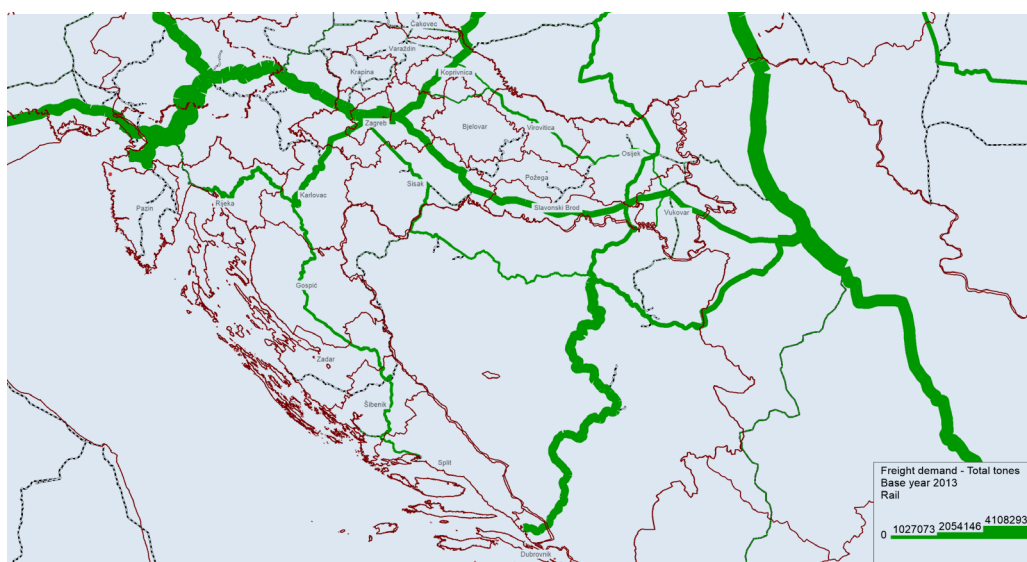 Čakovec
Varaždin
Krapina
Koprivnica
Zagreb
Bjelovar
Virovitica
Osijek
Sisak
Požega
Karlovac
Rijeka
Pazin
Slavonski Brod
Vukovar
Gospić
Zadar
Šibenik
Split
Dubrovnik
Freight demand - Total tones
Base year 2013
Rail
0 1027073 2054146 4108293